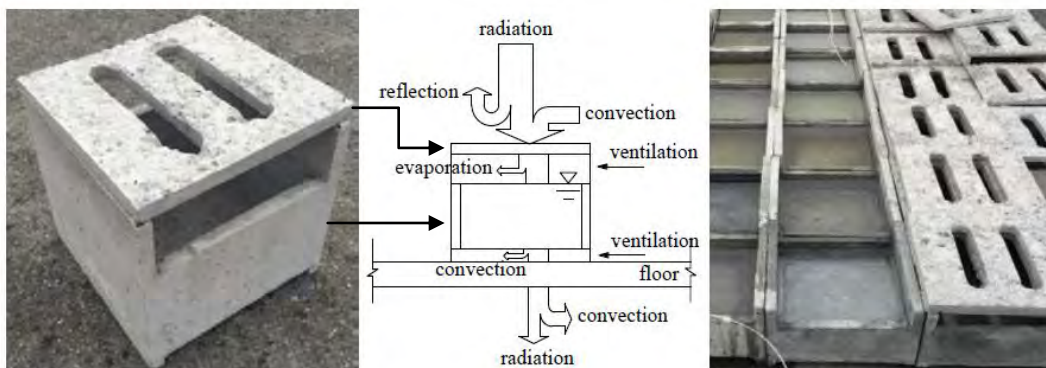 radiation
reflection
convection
ventilation
evaporation
ventilation
convection
floor
convection
radiation